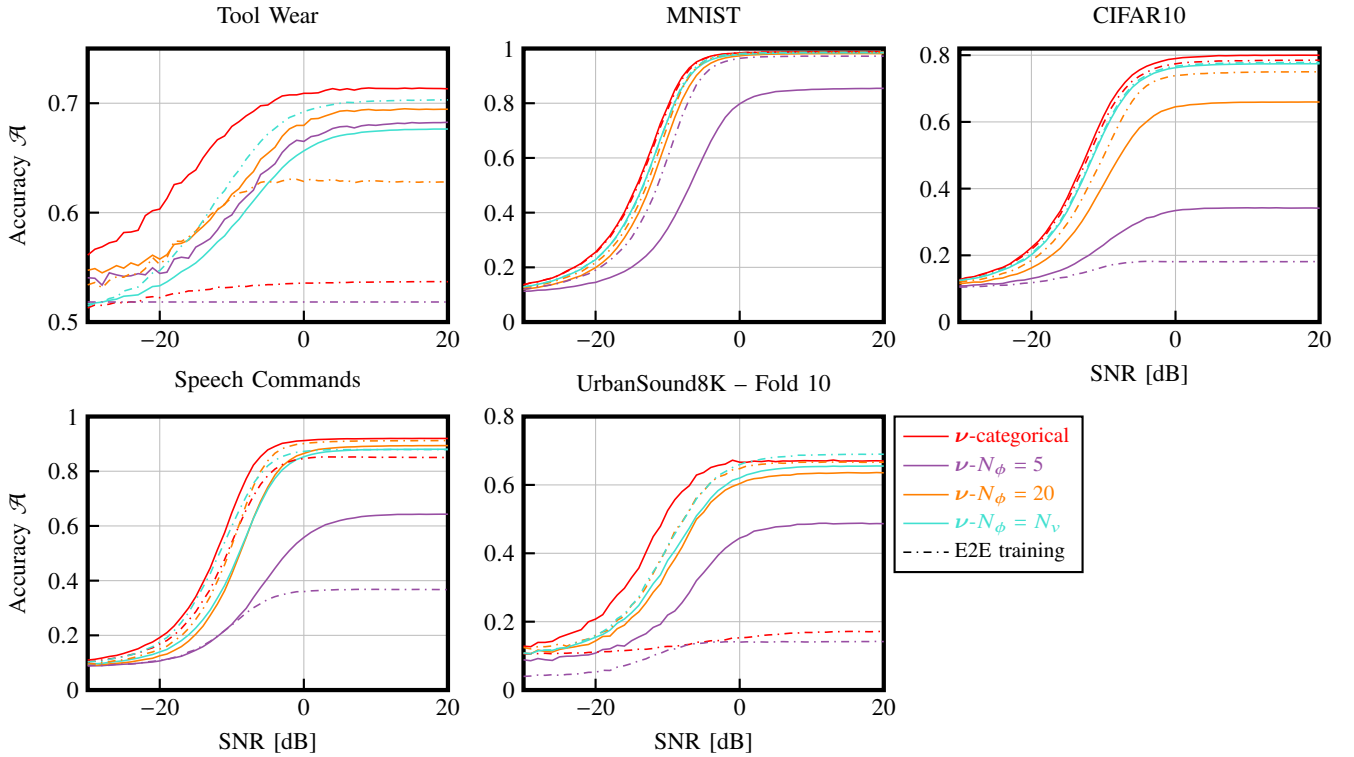 Tool Wear
MNIST
CIFAR10
Accuracy 𝒜
0.7
0.6
0.5
−20 0 20
1
0.8
0.6
0.4
0.2
0
−20 0 20
0.8
0.6
0.4
0.2
0
−20 0 20
SNR [dB]
Speech Commands
UrbanSound8K – Fold 10
Accuracy 𝒜
1
0.8
0.6
0.4
0.2
0
−20 0 20
SNR [dB]
0.8
0.6
0.4
0.2
0
−20 0 20
SNR [dB]
ν-categorical
ν-N_ϕ = 5
ν-N_ϕ = 20
ν-N_ϕ = N_ν
E2E training